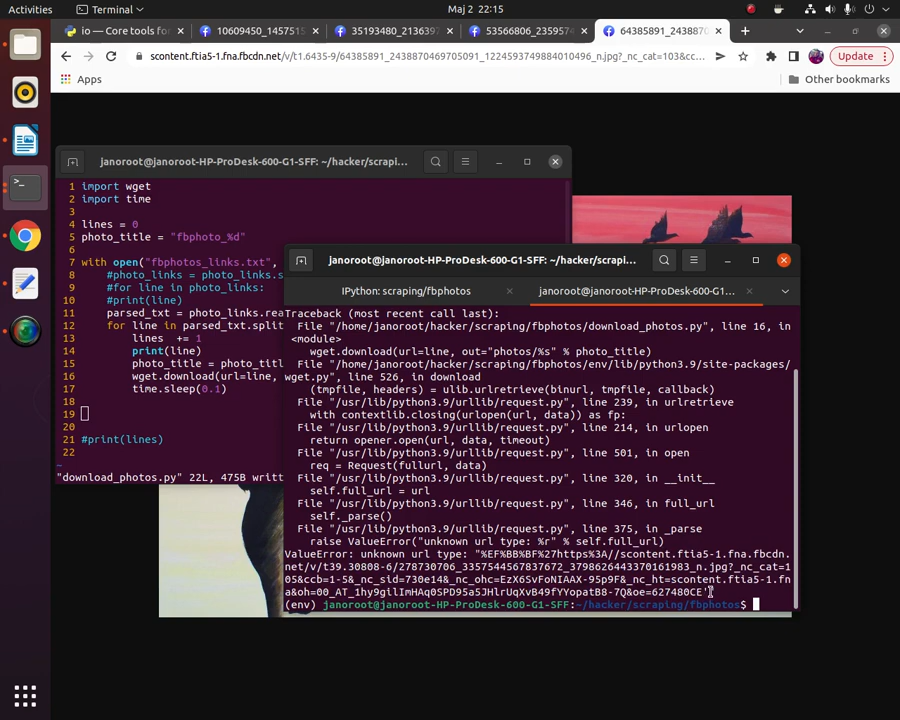 Activities
Terminal
Maj 2 22:15
io — Core tools
10609450_1457515
35193480_213639
53566806_235957
64385891_243887
scontent.ftia5-1.fna.fbcdn.net/v/t1.6435-9/64385891_2438870469705091_1224593749884010496_n.jpg?_nc_cat=103&cc...
Update
Apps
Other bookmarks
janoroot@janoroot-HP-ProDesk-600-G1-SFF: ~/hacker/scrapi...
1 import wget
2 import time
3
4 lines = 0
5 photo_title = "fbphoto_%d"
6
7 with open("fbphotos_links.txt",
8 #photo_links = photo_links.s
9 #for line in photo_links:
10 #print(line)
11 parsed_txt = photo_links.rea
12 for line in parsed_txt.split
13 lines += 1
14 print(line)
15 photo_title = photo_titl
16 wget.download(url=line,
17 time.sleep(0.1)
18
19
20
21 #print(lines)
22
~
"download_photos.py" 22L, 475B writt
janoroot@janoroot-HP-ProDesk-600-G1-SFF: ~/hacker/scrapi...
IPython: scraping/fbphotos
janoroot@janoroot-HP-ProDesk-600-G1...
Traceback (most recent call last):
File "/home/janoroot/hacker/scraping/fbphotos/download_photos.py", line 16, in
<module>
wget.download(url=line, out="photos/%s" % photo_title)
File "/home/janoroot/hacker/scraping/fbphotos/env/lib/python3.9/site-packages/
wget.py", line 526, in download
(tmpfile, headers) = ulib.urlretrieve(binurl, tmpfile, callback)
File "/usr/lib/python3.9/urllib/request.py", line 239, in urlretrieve
with contextlib.closing(urlopen(url, data)) as fp:
File "/usr/lib/python3.9/urllib/request.py", line 214, in urlopen
return opener.open(url, data, timeout)
File "/usr/lib/python3.9/urllib/request.py", line 501, in open
req = Request(fullurl, data)
File "/usr/lib/python3.9/urllib/request.py", line 320, in __init__
self.full_url = url
File "/usr/lib/python3.9/urllib/request.py", line 346, in full_url
self._parse()
File "/usr/lib/python3.9/urllib/request.py", line 375, in _parse
raise ValueError("unknown url type: %r" % self.full_url)
ValueError: unknown url type: "%EF%BB%BF%27https%3A//scontent.ftia5-1.fna.fbcdn.
net/v/t39.30808-6/278730706_3357544567837672_3798626443370161983_n.jpg?_nc_cat=1
05&ccb=1-5&_nc_sid=730e14&_nc_ohc=EzX6SvFoNIAAX-95p9F&_nc_ht=scontent.ftia5-1.fn
a&oh=00_AT_1hy9gilImHAq0SPD95a5JHlrUqXvB49fYYopatB8-7Q&oe=627480CE'"
(env) janoroot@janoroot-HP-ProDesk-600-G1-SFF:~/hacker/scraping/fbphotos$